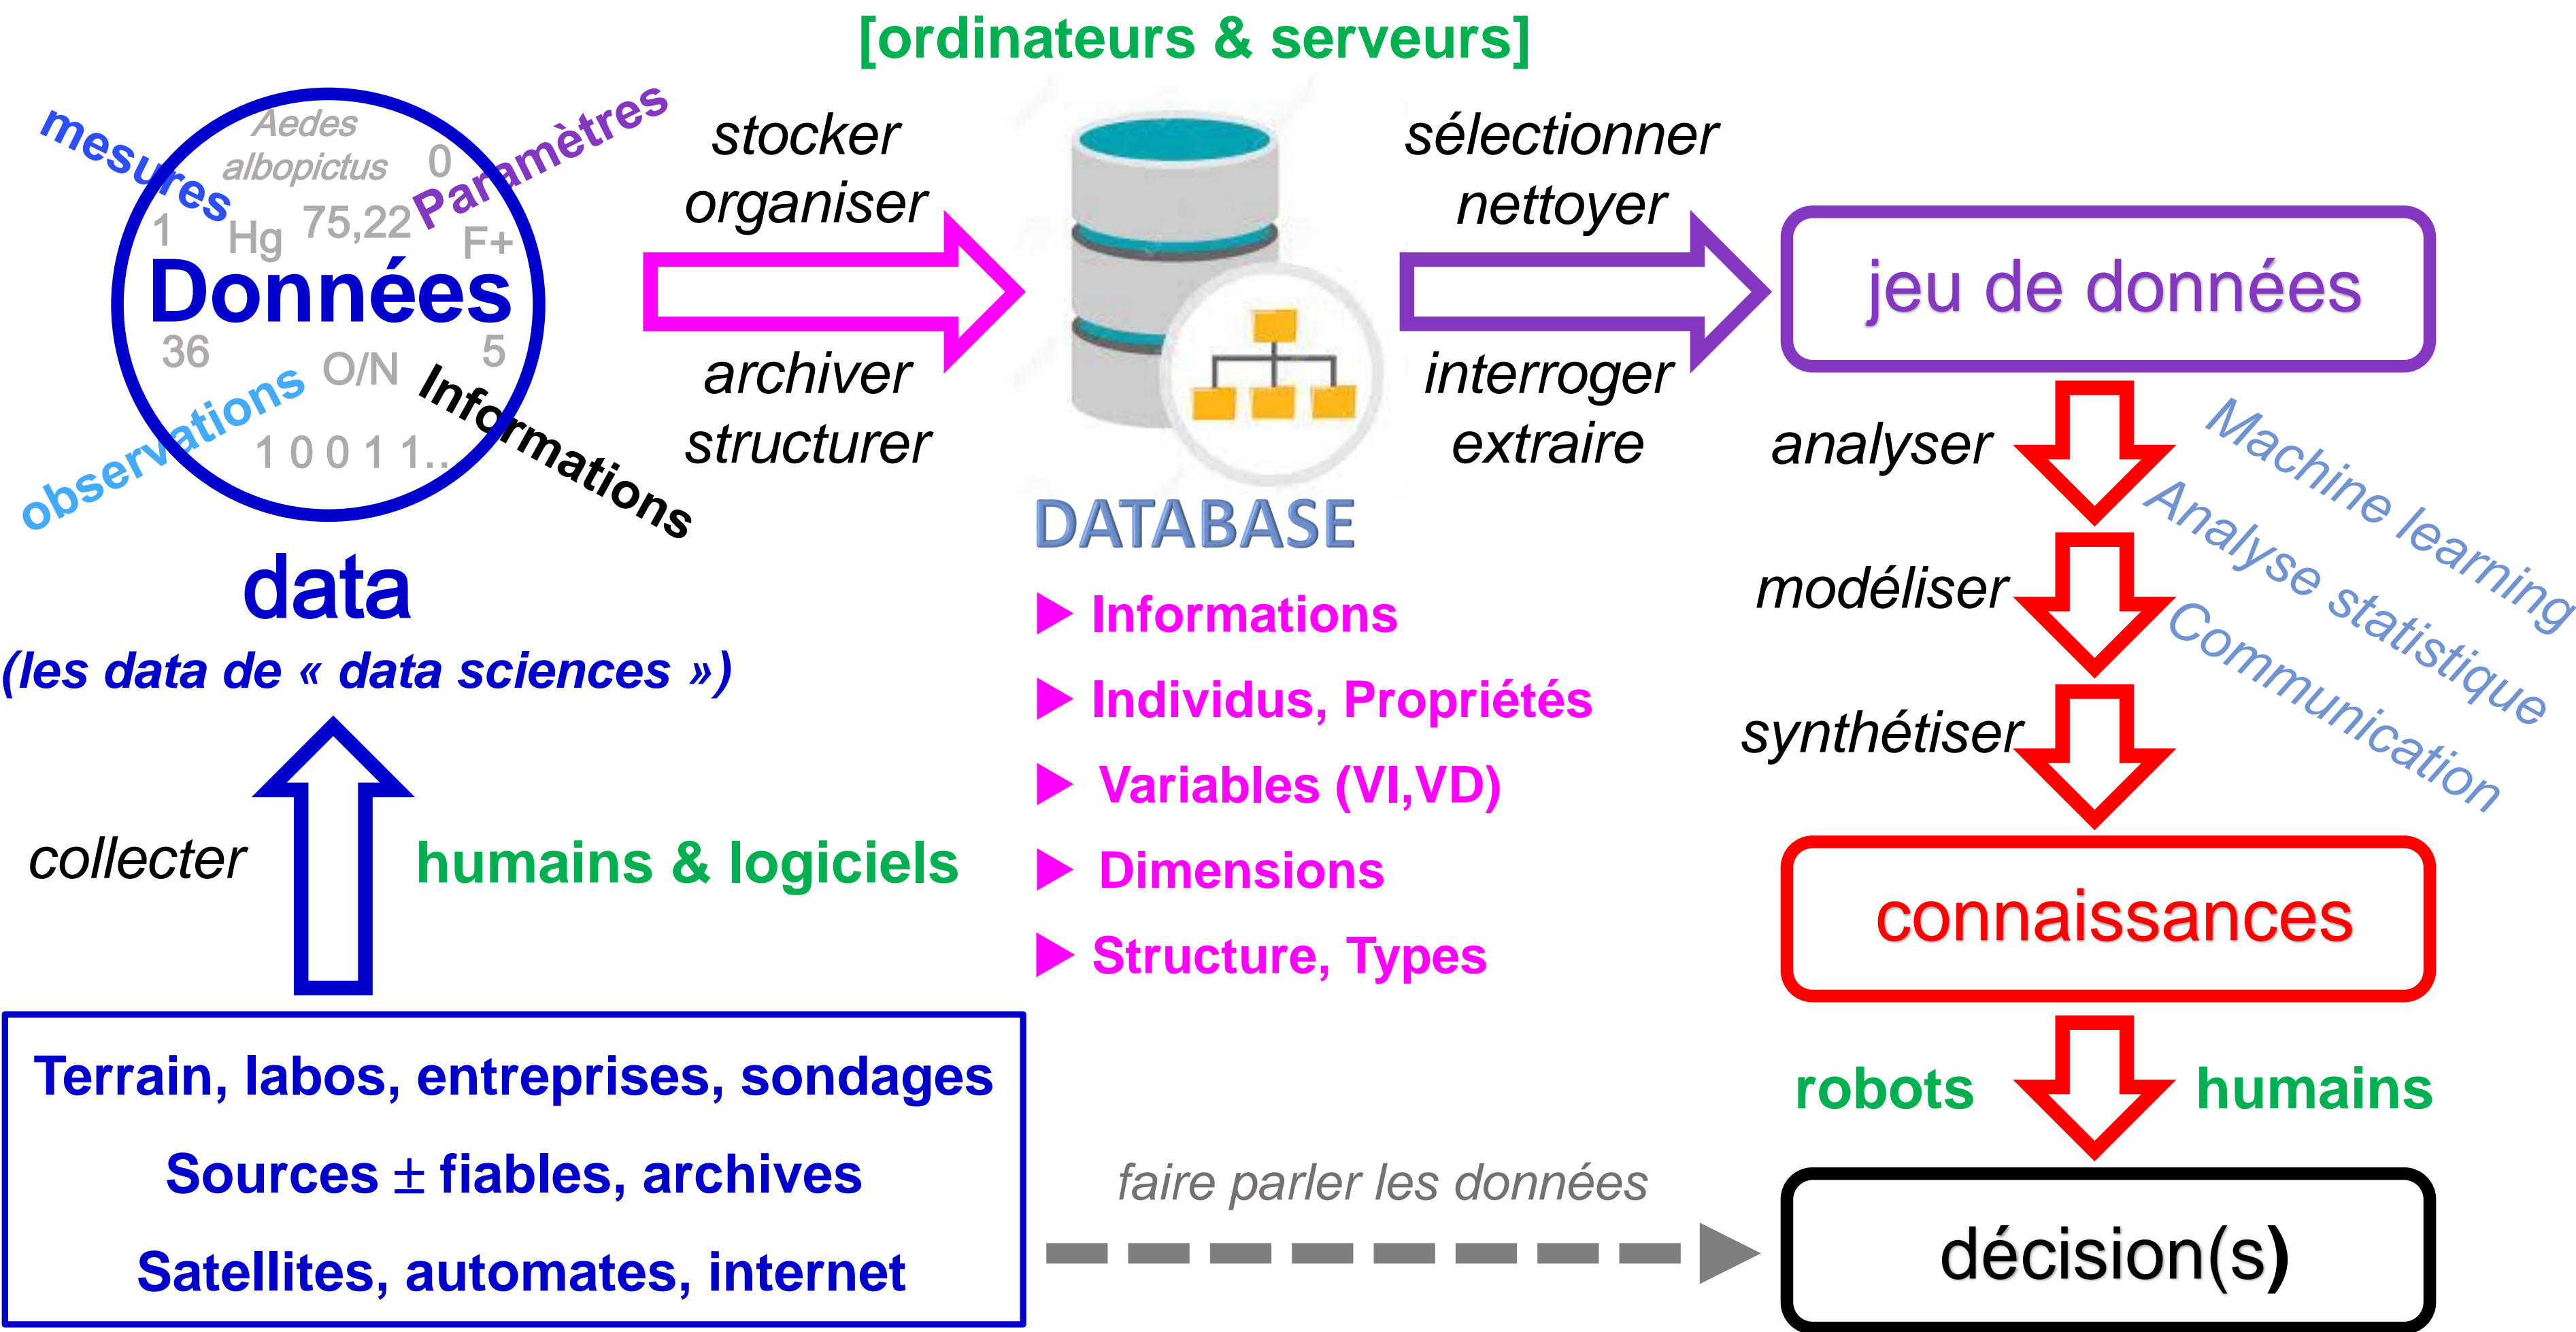 [ordinateurs & serveurs]
mesures
Aedes
albopictus
0
Paramètres
1
Hg
75,22
F+
Données
36
O/N
5
observations
Informations
1 0 0 1 1...
data
(les data de « data sciences »)
collecter
humains & logiciels
Terrain, labos, entreprises, sondages
Sources ± fiables, archives
Satellites, automates, internet
stocker
organiser
archiver
structurer
DATABASE
▶ Informations
▶ Individus, Propriétés
▶ Variables (VI,VD)
▶ Dimensions
▶ Structure, Types
sélectionner
nettoyer
interroger
extraire
jeu de données
analyser
modéliser
synthétiser
Machine learning
Analyse statistique
Communication
connaissances
robots
humains
faire parler les données
décision(s)